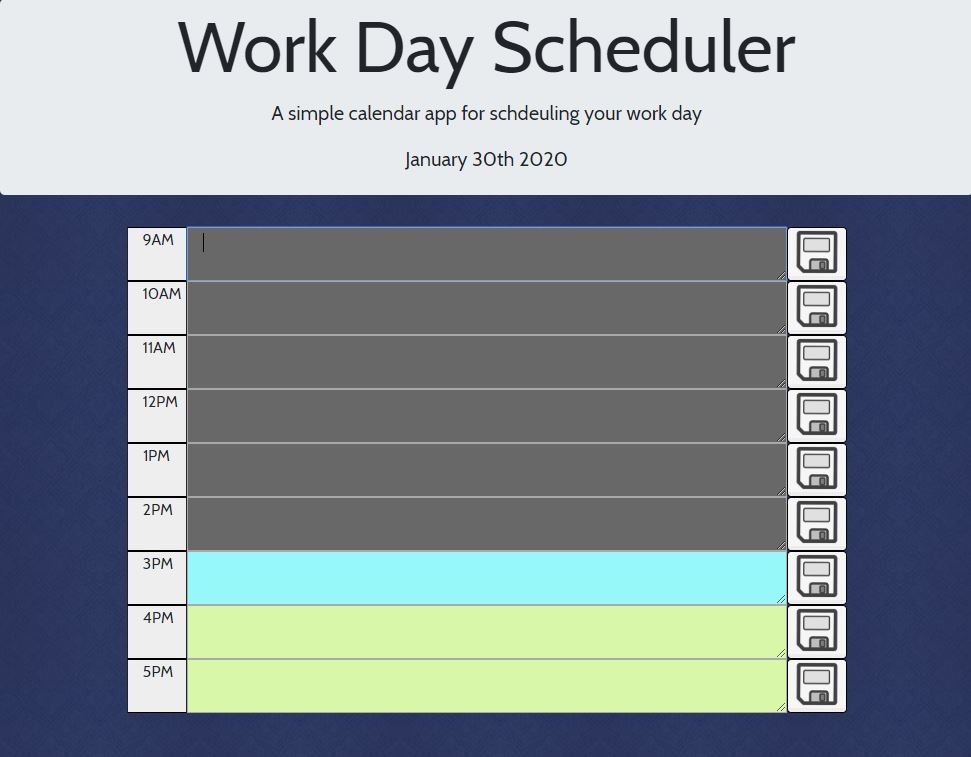 Work Day Scheduler
A simple calendar app for schdeuling your work day
January 30th 2020
9AM
10AM
11AM
12PM
1PM
2PM
3PM
4PM
5PM